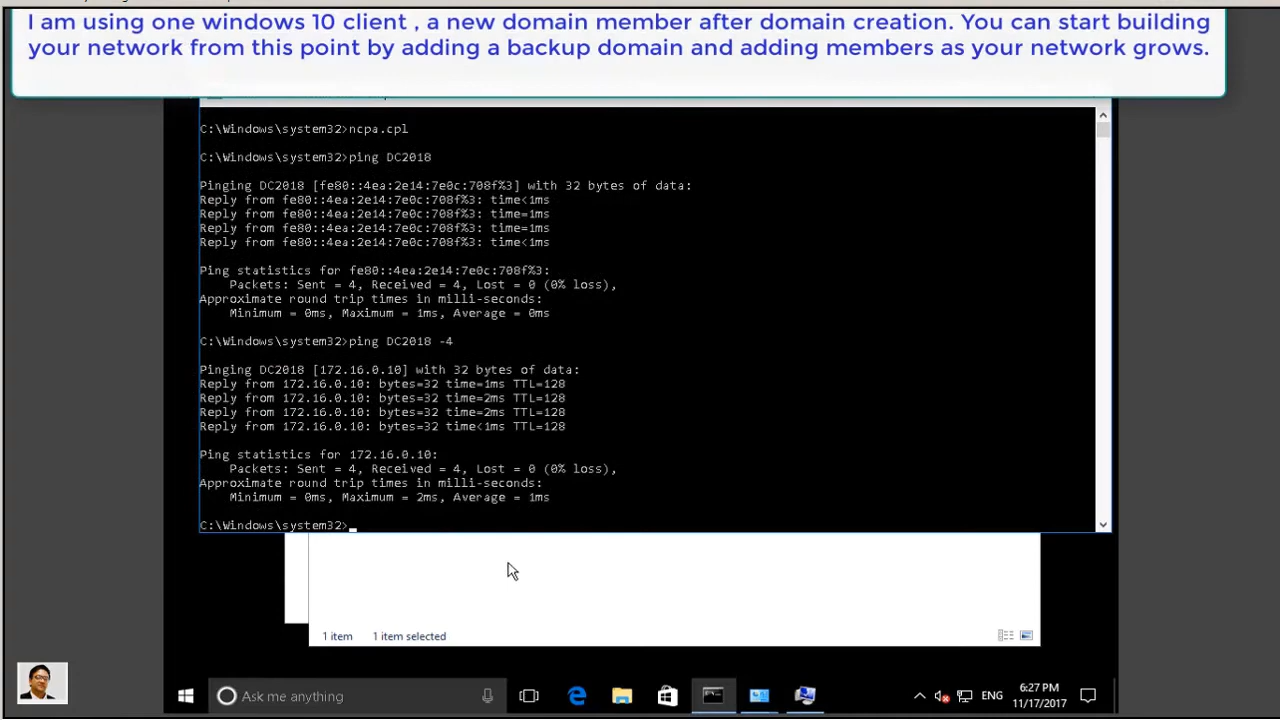 I am using one windows 10 client , a new domain member after domain creation. You can start building
your network from this point by adding a backup domain and adding members as your network grows.
C:\Windows\system32>ncpa.cpl
C:\Windows\system32>ping DC2018
Pinging DC2018 [fe80::4ea:2e14:7e0c:708f%3] with 32 bytes of data:
Reply from fe80::4ea:2e14:7e0c:708f%3: time<1ms
Reply from fe80::4ea:2e14:7e0c:708f%3: time=1ms
Reply from fe80::4ea:2e14:7e0c:708f%3: time=1ms
Reply from fe80::4ea:2e14:7e0c:708f%3: time<1ms
Ping statistics for fe80::4ea:2e14:7e0c:708f%3:
Packets: Sent = 4, Received = 4, Lost = 0 (0% loss),
Approximate round trip times in milli-seconds:
Minimum = 0ms, Maximum = 1ms, Average = 0ms
C:\Windows\system32>ping DC2018 -4
Pinging DC2018 [172.16.0.10] with 32 bytes of data:
Reply from 172.16.0.10: bytes=32 time=1ms TTL=128
Reply from 172.16.0.10: bytes=32 time=2ms TTL=128
Reply from 172.16.0.10: bytes=32 time=2ms TTL=128
Reply from 172.16.0.10: bytes=32 time<1ms TTL=128
Ping statistics for 172.16.0.10:
Packets: Sent = 4, Received = 4, Lost = 0 (0% loss),
Approximate round trip times in milli-seconds:
Minimum = 0ms, Maximum = 2ms, Average = 1ms
C:\Windows\system32>
1 item 1 item selected
Ask me anything
ENG
6:27 PM
11/17/2017